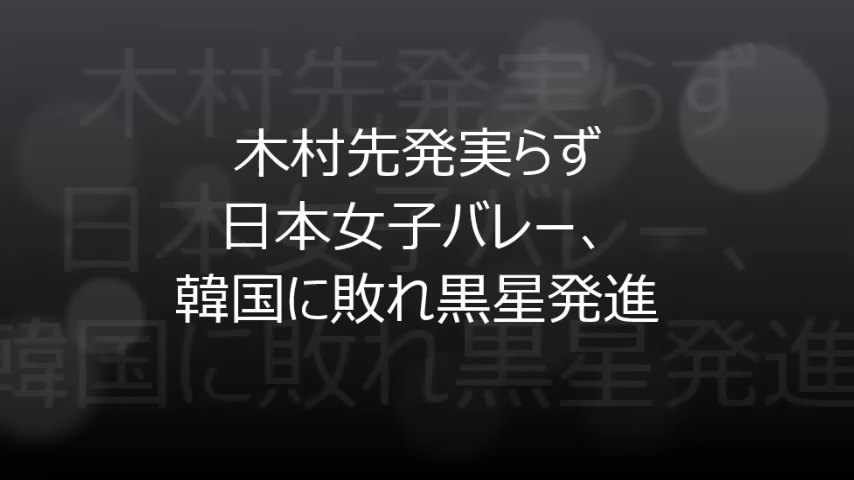 木村先発実らず
日本女子バレー、
韓国に敗れ黒星発進